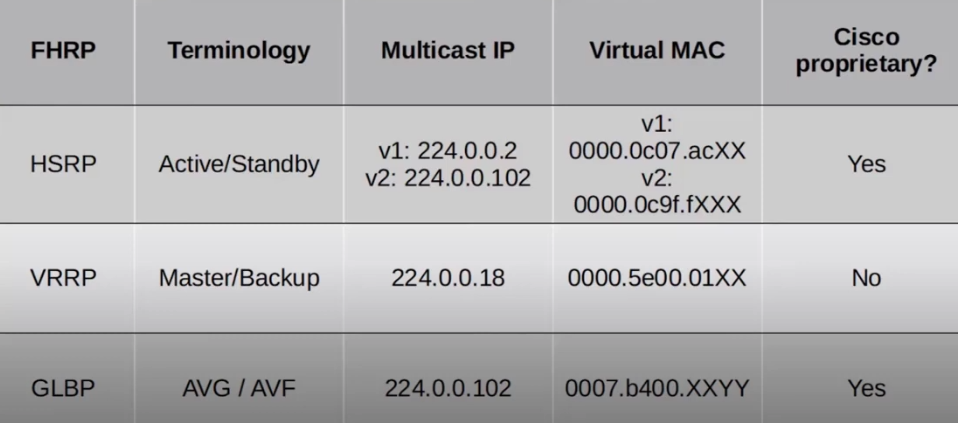 FHRP
Terminology
Multicast IP
Virtual MAC
Cisco
proprietary?
HSRP
Active/Standby
v1: 224.0.0.2
v2: 224.0.0.102
v1:
0000.0c07.acXX
v2:
0000.0c9f.fXXX
Yes
VRRP
Master/Backup
224.0.0.18
0000.5e00.01XX
No
GLBP
AVG / AVF
224.0.0.102
0007.b400.XXYY
Yes